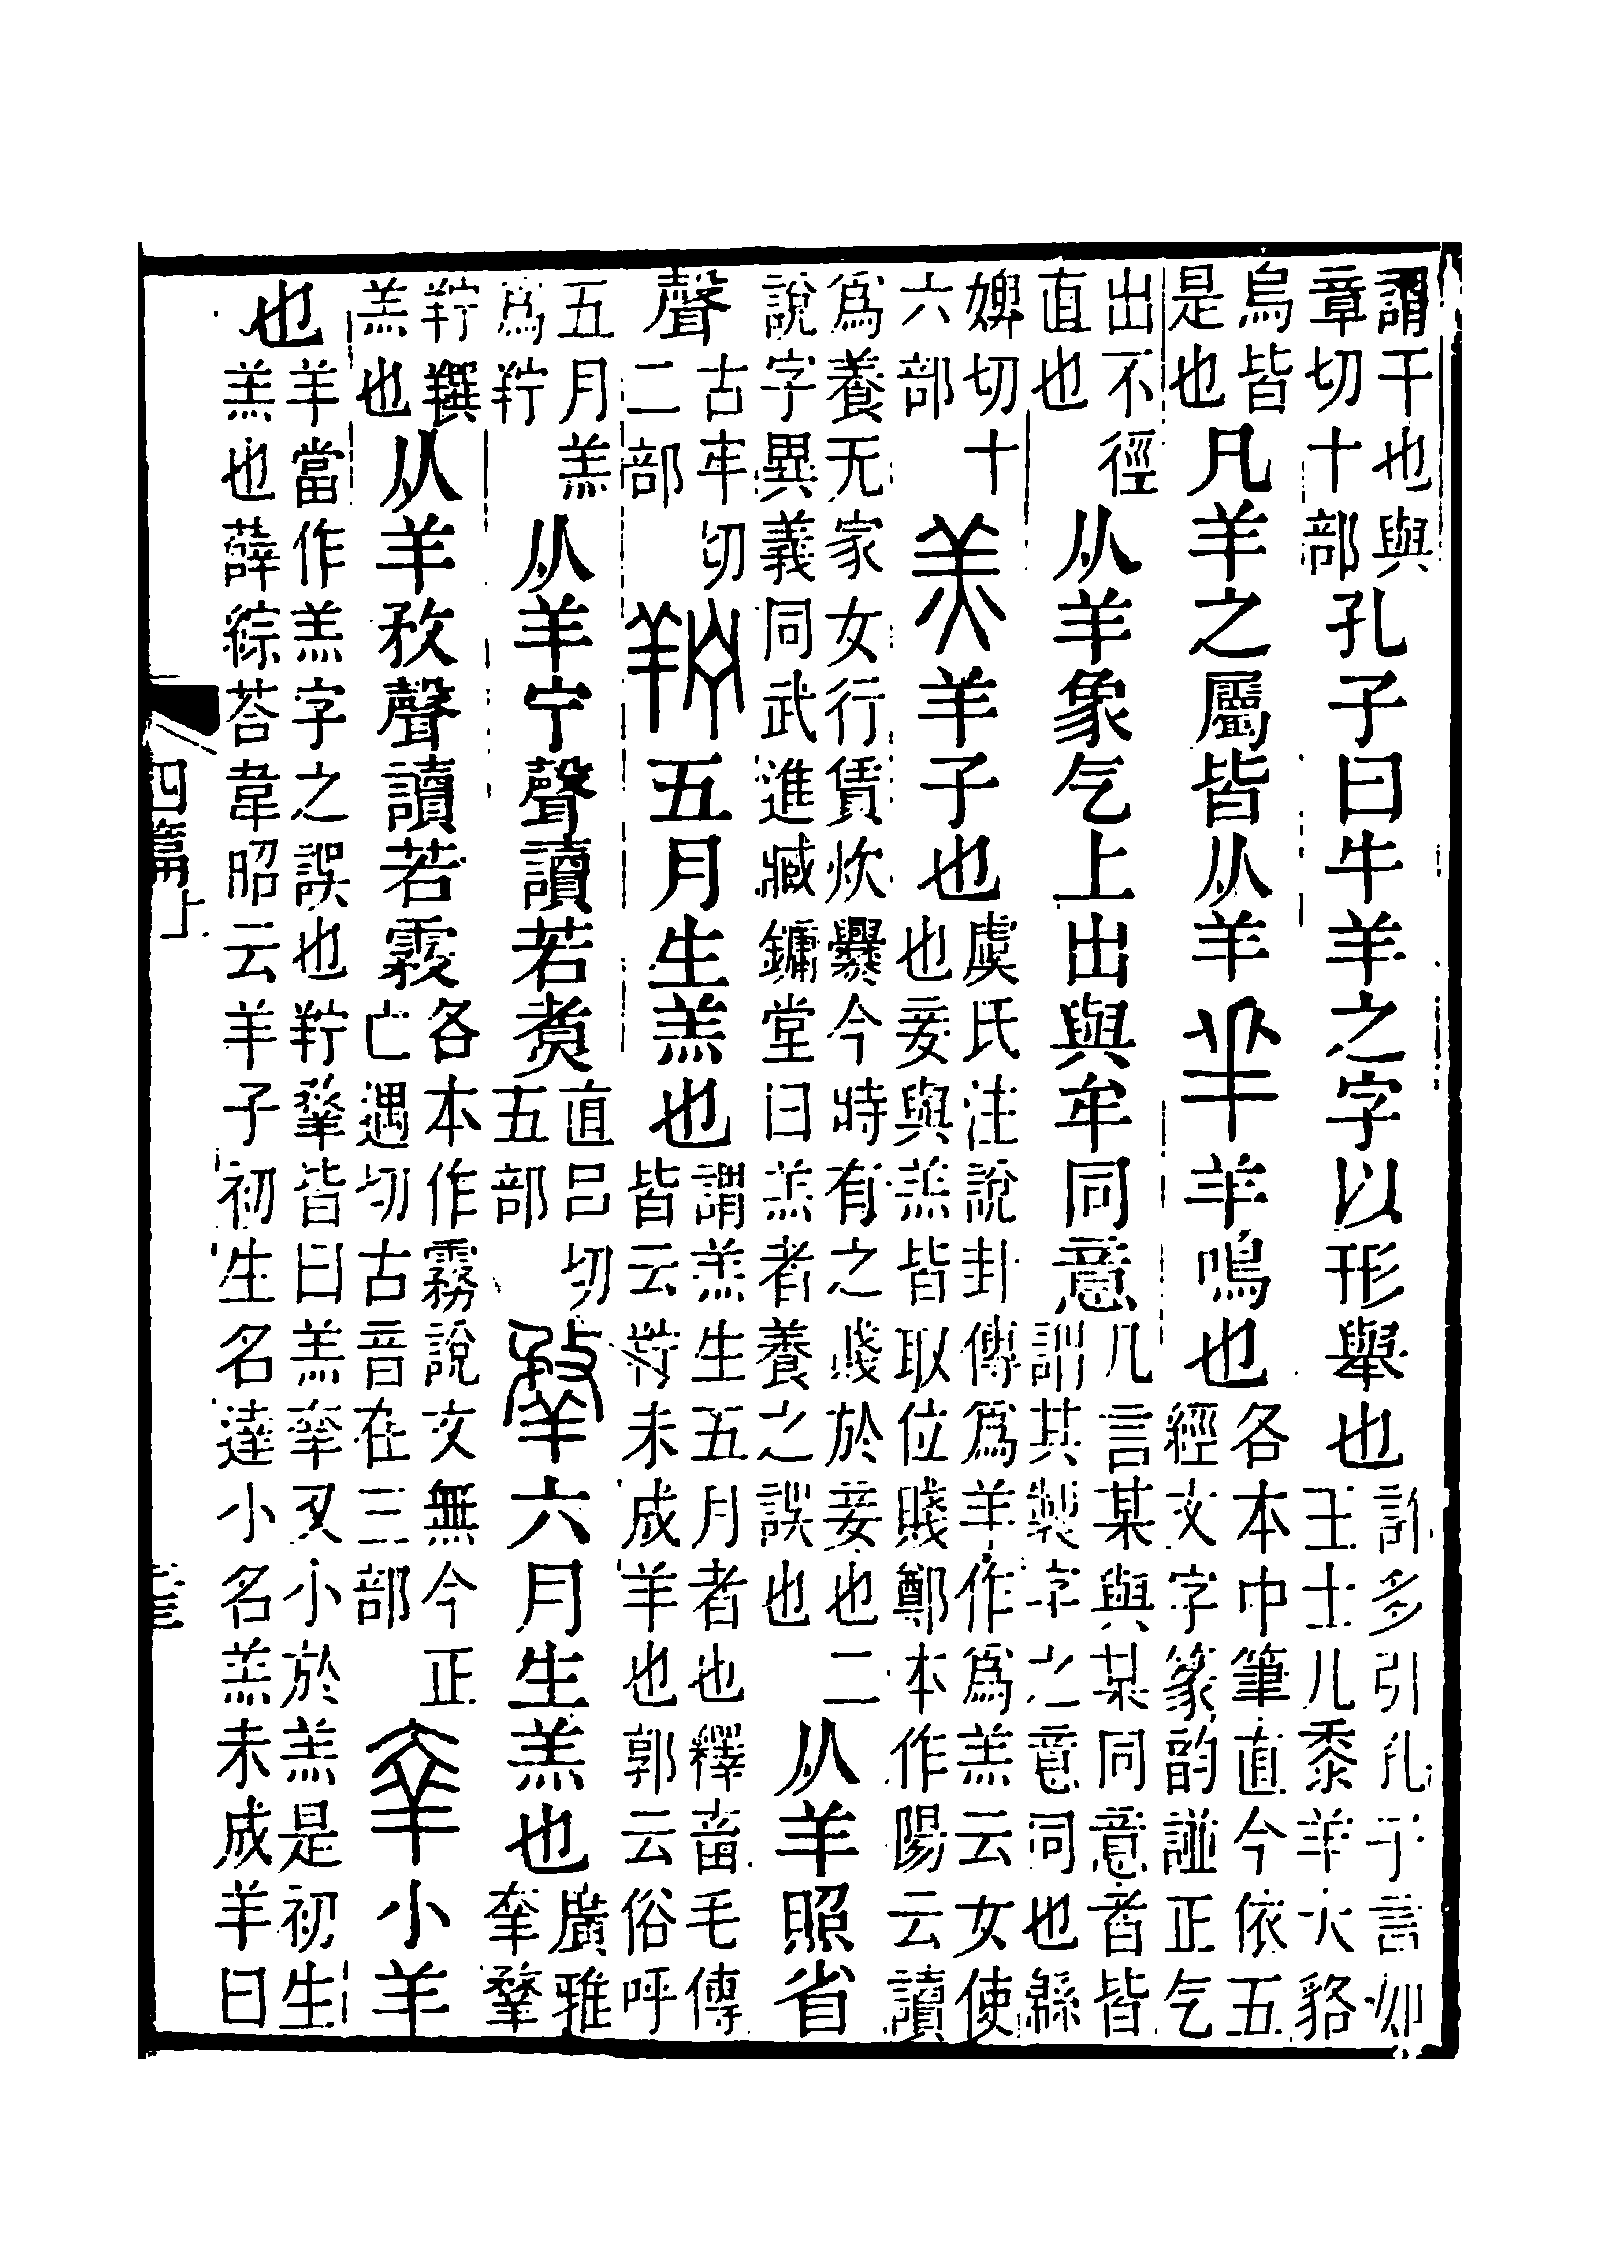 謂干也與章切十部孔子曰牛羊之字以形舉也許多引孔子言如王士儿黍羊犬貉
烏皆是也凡羊之屬皆从羊羋羊鳴也各本中筆直今依五經文字篆韵譜正气
出不徑直也从羊象气上出與牟同意凡言某與某同意者皆訓其製字之意同也緜
婢切十六部羔羊子也虞氏注說卦傳爲羊作爲羔云女使也妾與羔皆取位賤鄭本作陽云讀
爲養无家女行賃炊爨今時有之賤於妾也二說字異義同武進臧鏞堂曰羔者養之誤也从羊照省
聲古牢切二部羜五月生羔也謂羔生五月者也釋畜毛傳皆云羜未成羊也郭云俗呼
五月羔爲羜从羊宁聲讀若煑直吕切五部𦎧六月生羔也廣雅羍𦎧
羜䍻羔也从羊敄聲讀若霚各本作霧說文無今正亡遇切古音在三部羍小羊
也羊當作羔字之誤也羜𦎧皆曰羔羍又小於羔是初生羔也薛綜荅韋昭云羊子初生名達小名羔未成羊曰
四篇上